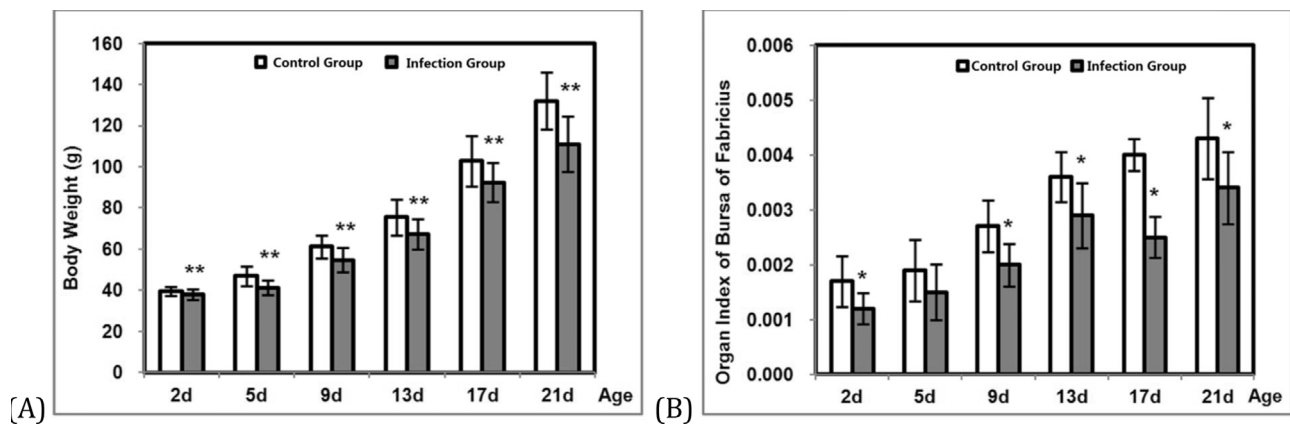 160
140
120
100
80
60
40
20
0
Body Weight (g)
Control Group Infection Group
** ** ** ** ** **
2d 5d 9d 13d 17d 21d Age
(A)
0.006
0.005
0.004
0.003
0.002
0.001
0.000
Organ Index of Bursa of Fabricius
Control Group Infection Group
* * * * *
2d 5d 9d 13d 17d 21d Age
(B)